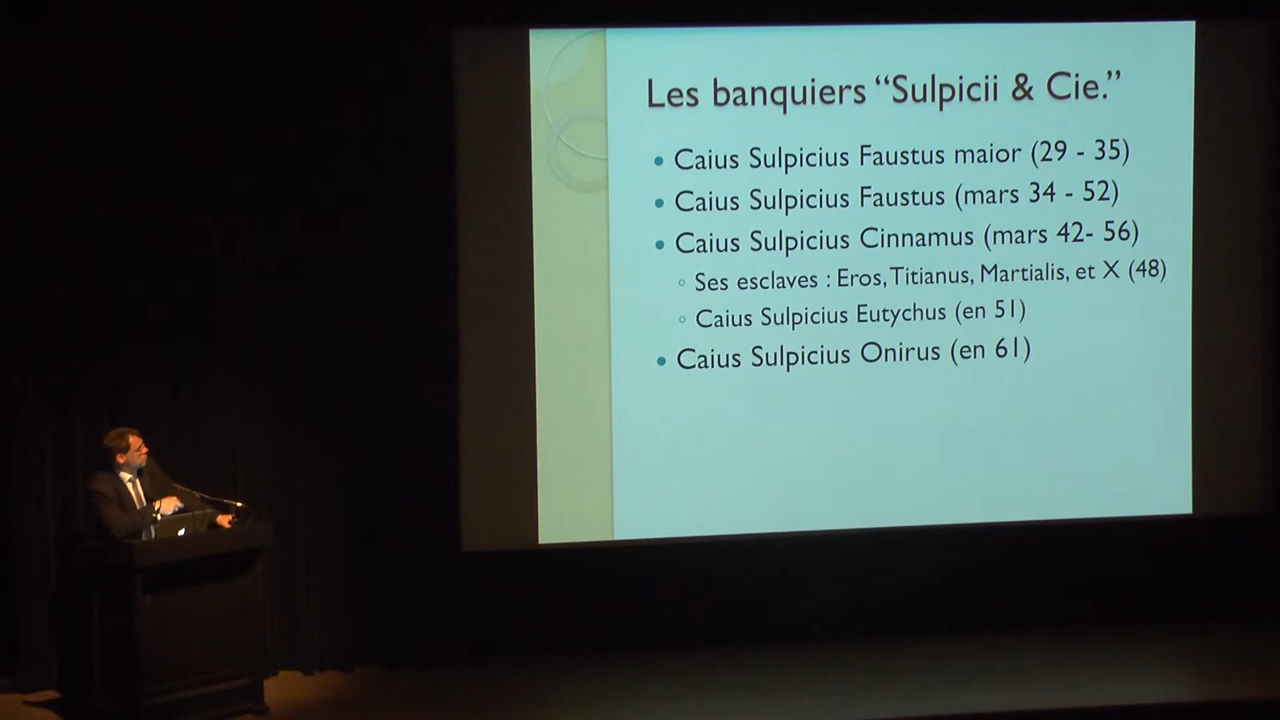 Les banquiers “Sulpicii & Cie.”
• Caius Sulpicius Faustus maior (29 - 35)
• Caius Sulpicius Faustus (mars 34 - 52)
• Caius Sulpicius Cinnamus (mars 42- 56)
◦ Ses esclaves : Eros, Titianus, Martialis, et X (48)
◦ Caius Sulpicius Eutychus (en 51)
• Caius Sulpicius Onirus (en 61)